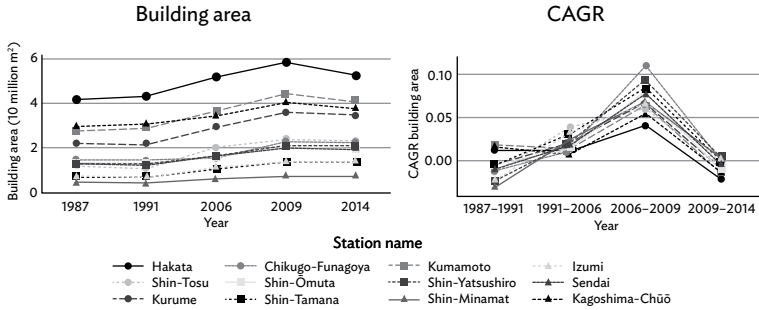 Building area
CAGR
Building area (10 million m²)
6
4
2
0
1987
1991
2006
2009
2014
Year
CAGR building area
0.10
0.05
0.00
1987–1991
1991–2006
2006–2009
2009–2014
Year
Station name
Hakata
Chikugo-Funagoya
Kumamoto
Izumi
Shin-Tosu
Shin-Ōmuta
Shin-Yatsushiro
Sendai
Kurume
Shin-Tamana
Shin-Minamat
Kagoshima-Chūō